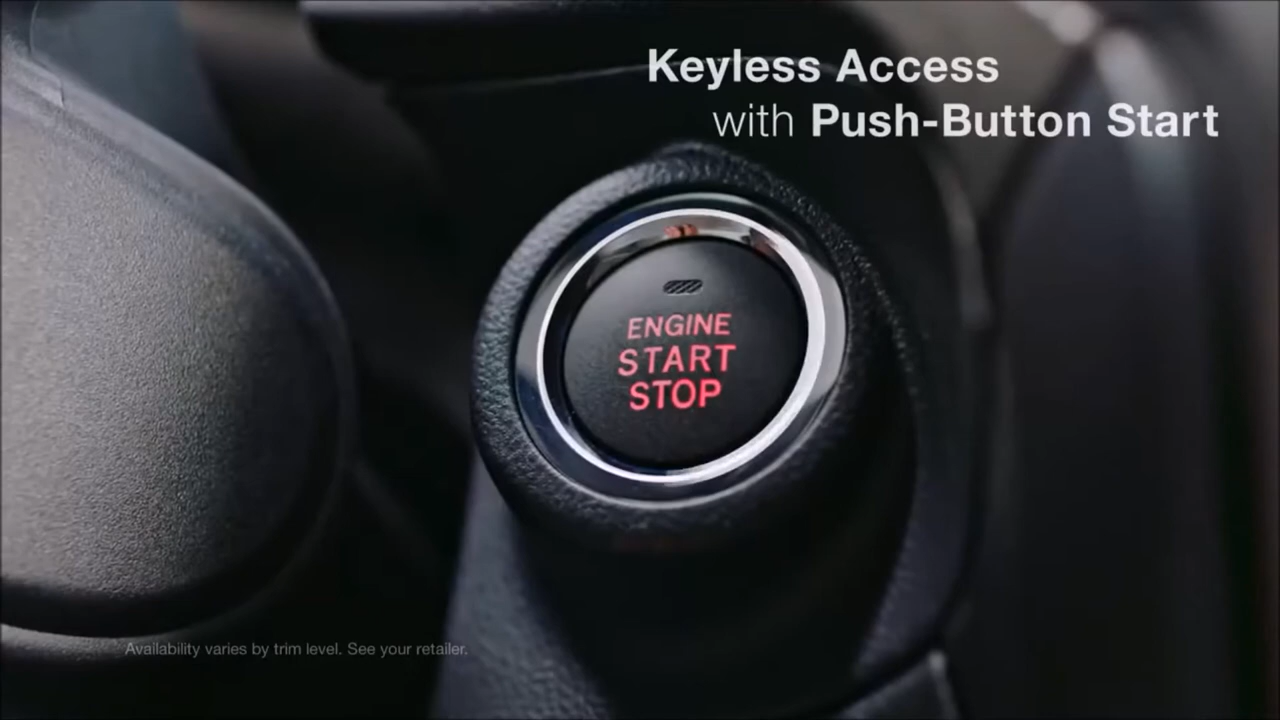 Keyless Access
with Push-Button Start
ENGINE
START
STOP
Availability varies by trim level. See your retailer.